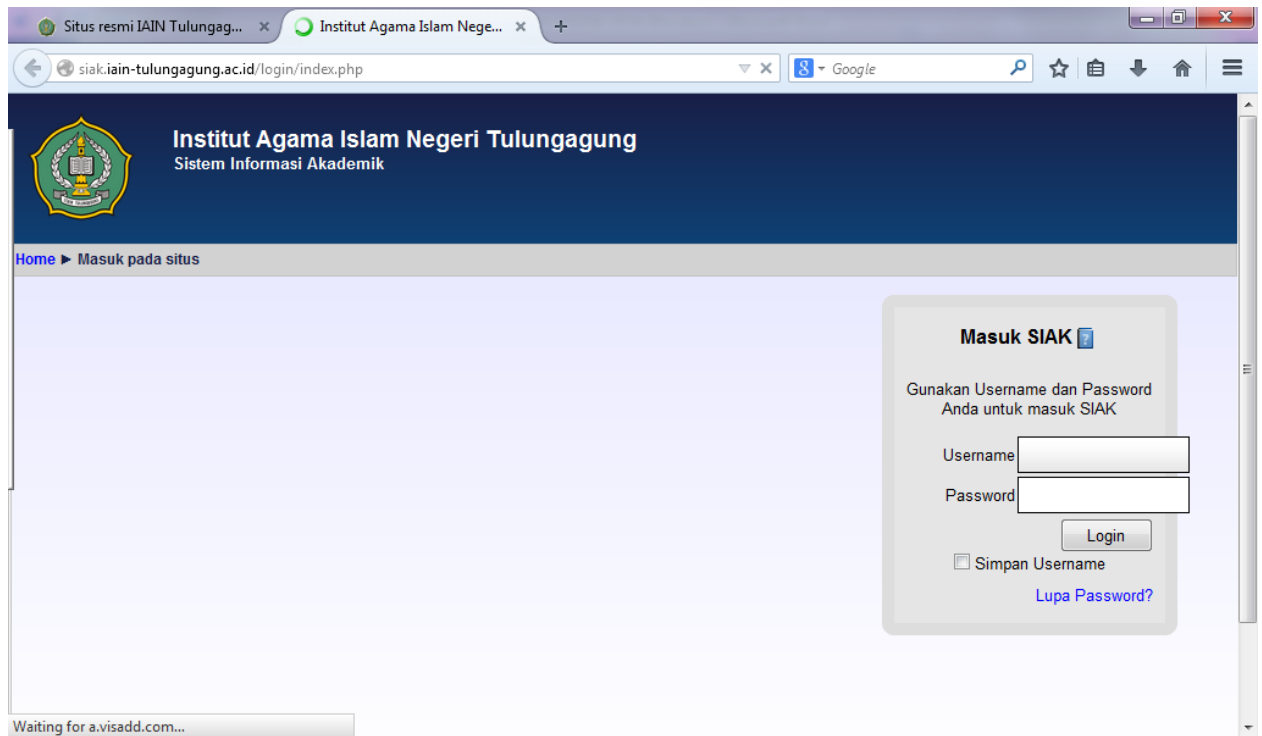 Situs resmi IAIN Tulungag...
Institut Agama Islam Nege...
siak.iain-tulungagung.ac.id/login/index.php
8
Google
Institut Agama Islam Negeri Tulungagung
Sistem Informasi Akademik
Home ► Masuk pada situs
Masuk SIAK ?
Gunakan Username dan Password
Anda untuk masuk SIAK
Username
Password
Login
Simpan Username
Lupa Password?
Waiting for a.visadd.com...